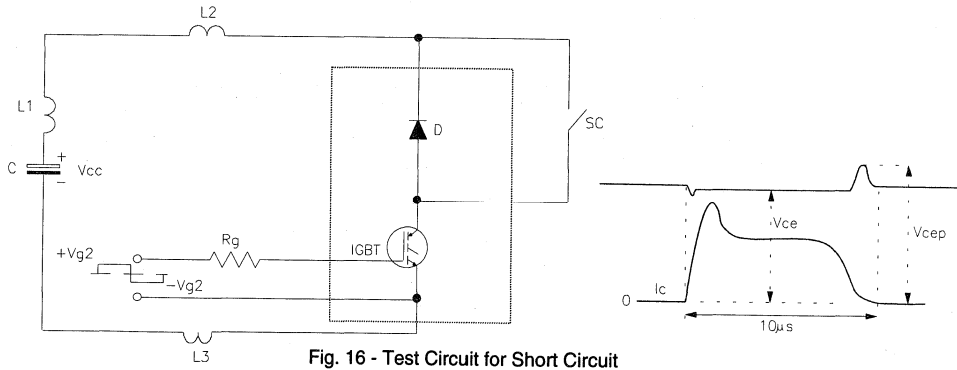 L2
L1
C
+
Vcc
–
D
SC
Rg
IGBT
+Vg2
–Vg2
L3
Vce
Vcep
Ic
0
10µs
Fig. 16 - Test Circuit for Short Circuit